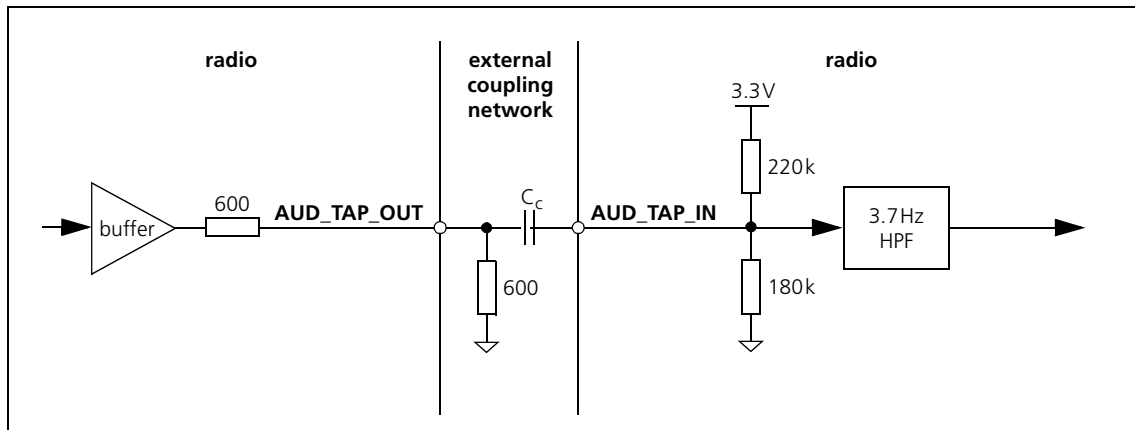 radio
external
coupling
network
radio
3.3V
220k
600
AUD_TAP_OUT
Cc
AUD_TAP_IN
buffer
3.7Hz
HPF
600
180k